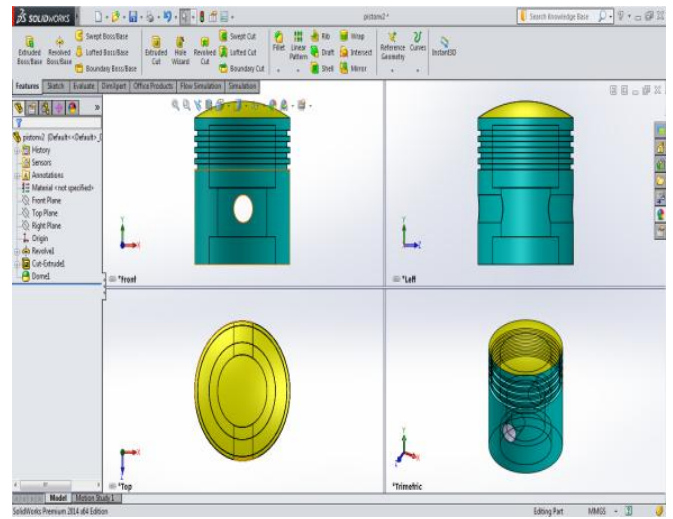 SOLIDWORKS
pistonv2 *
Search Knowledge Base
Extruded Boss/Base
Revolved Boss/Base
Swept Boss/Base
Lofted Boss/Base
Boundary Boss/Base
Extruded Cut
Hole Wizard
Revolved Cut
Swept Cut
Lofted Cut
Boundary Cut
Fillet
Linear Pattern
Rib
Draft
Shell
Wrap
Intersect
Mirror
Reference Geometry
Curves
Instant3D
Features Sketch Evaluate DimXpert Office Products Flow Simulation Simulation
pistonv2 (Default<<Default>_
History
Sensors
Annotations
Material <not specified>
Front Plane
Top Plane
Right Plane
Origin
Revolve1
Cut-Extrude1
Dome1
*Front
*Left
*Top
*Trimetric
Model Motion Study 1
SolidWorks Premium 2014 x64 Edition
Editing Part MMGS